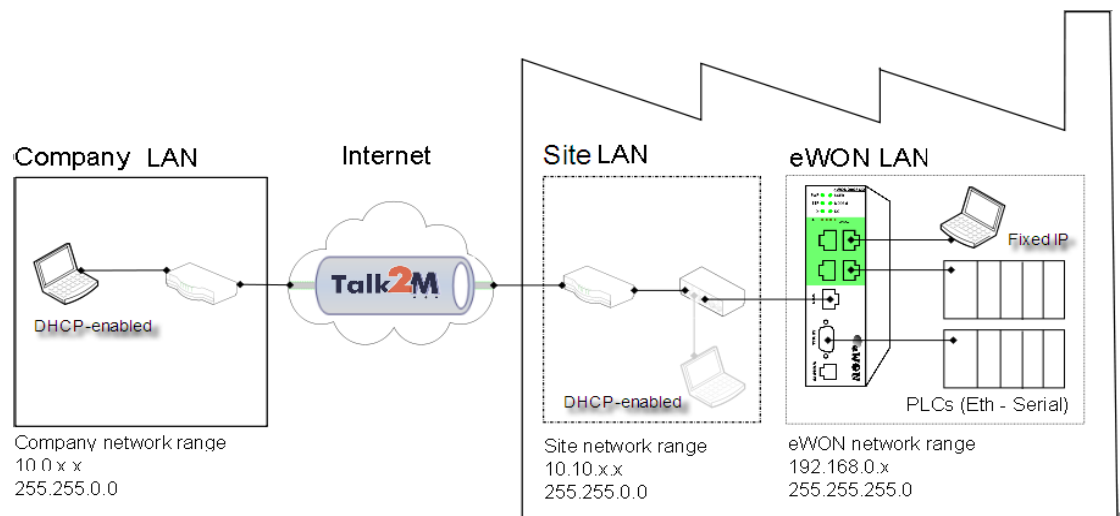 Company LAN
Internet
Site LAN
eWON LAN
Fixed IP
Talk2M
DHCP-enabled
eWON
DHCP-enabled
PLCs (Eth - Serial)
Company network range
10.0.x.x
255.255.0.0
Site network range
10.10.x.x
255.255.0.0
eWON network range
192.168.0.x
255.255.255.0